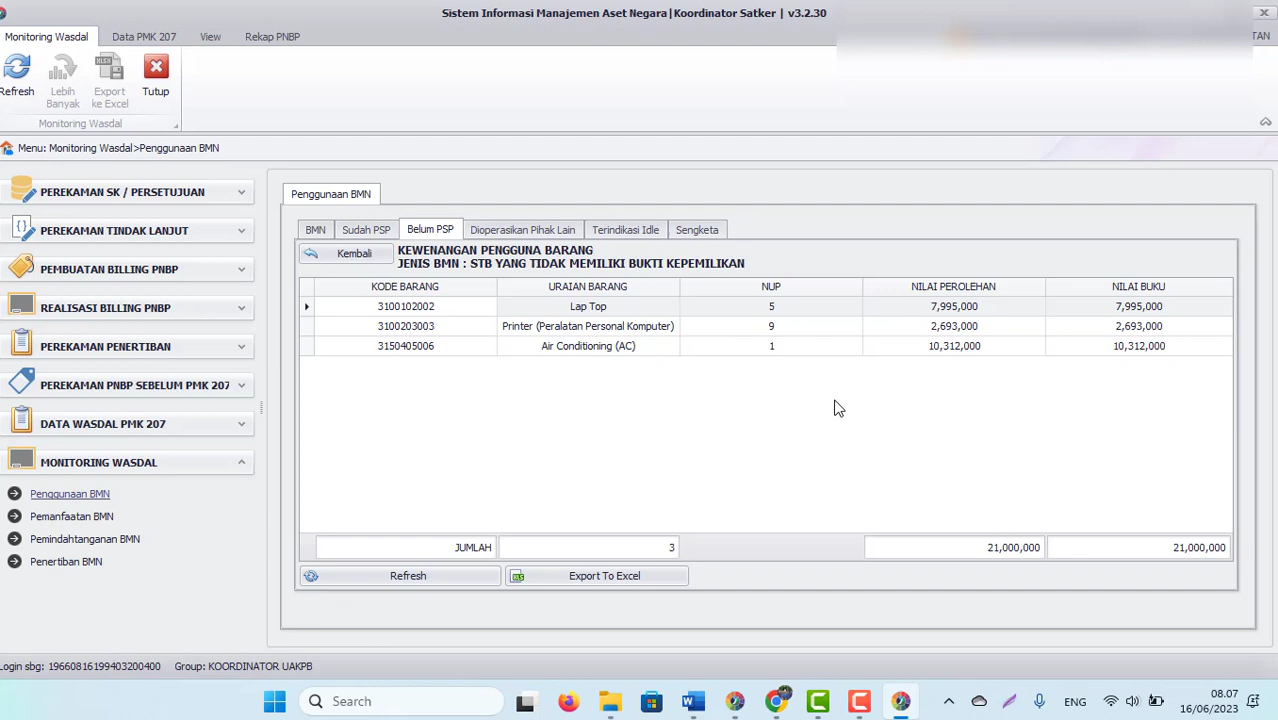 Sistem Informasi Manajemen Aset Negara|Koordinator Satker | v3.2.30
Monitoring Wasdal Data PMK 207 View Rekap PNBP TAN
Refresh Lebih Banyak Export ke Excel Tutup
Monitoring Wasdal
Menu: Monitoring Wasdal>Penggunaan BMN
PEREKAMAN SK / PERSETUJUAN
PEREKAMAN TINDAK LANJUT
PEMBUATAN BILLING PNBP
REALISASI BILLING PNBP
PEREKAMAN PENERTIBAN
PEREKAMAN PNBP SEBELUM PMK 207
DATA WASDAL PMK 207
MONITORING WASDAL
Penggunaan BMN
Pemanfaatan BMN
Pemindahtanganan BMN
Penertiban BMN
Penggunaan BMN
BMN Sudah PSP Belum PSP Dioperasikan Pihak Lain Terindikasi Idle Sengketa
Kembali
KEWENANGAN PENGGUNA BARANG
JENIS BMN : STB YANG TIDAK MEMILIKI BUKTI KEPEMILIKAN
KODE BARANG URAIAN BARANG NUP NILAI PEROLEHAN NILAI BUKU
3100102002 Lap Top 5 7,995,000 7,995,000
3100203003 Printer (Peralatan Personal Komputer) 9 2,693,000 2,693,000
3150405006 Air Conditioning (AC) 1 10,312,000 10,312,000
JUMLAH 3 21,000,000 21,000,000
Refresh Export To Excel
Login sbg: 19660816199403200400 Group: KOORDINATOR UAKPB
Search
ENG
08.07
16/06/2023